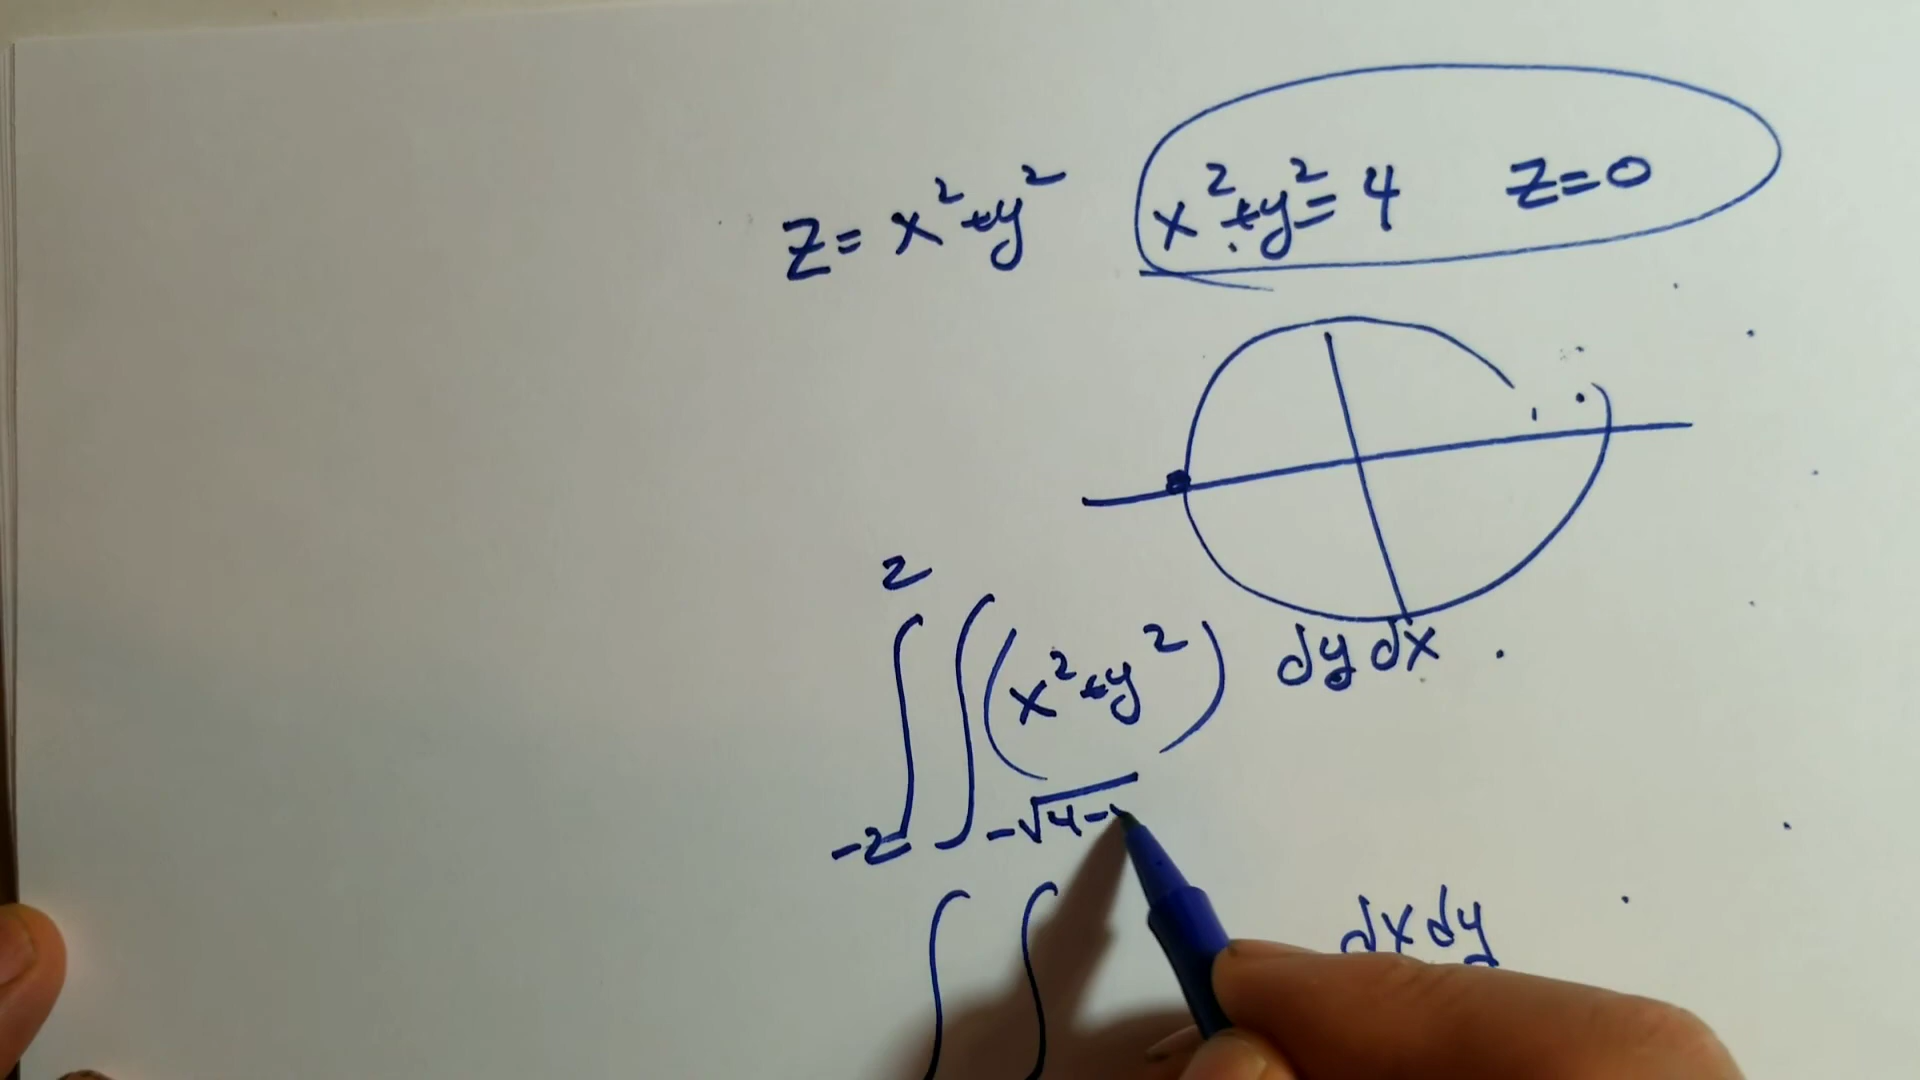 z = x² + y² x² + y² = 4 z = 0
2
∫ ∫ (x² + y²) dy dx .
-2 -√4-
∫ ∫ dx dy